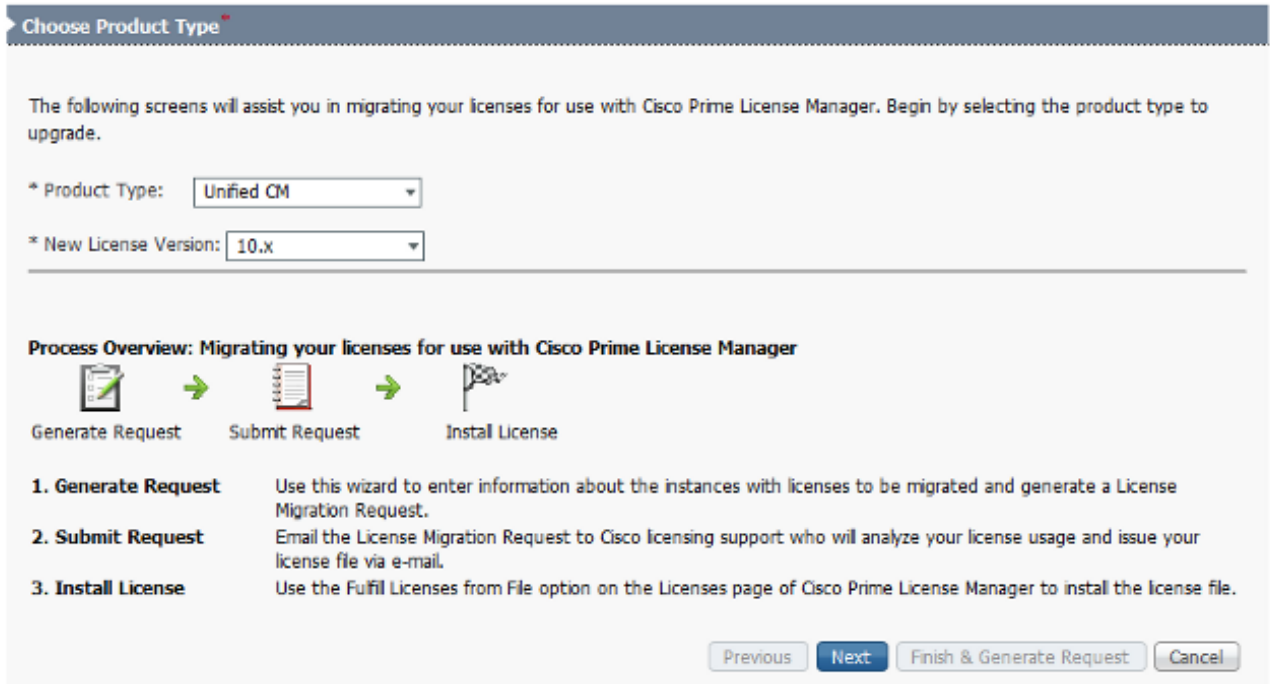 Choose Product Type*
The following screens will assist you in migrating your licenses for use with Cisco Prime License Manager. Begin by selecting the product type to
upgrade.
* Product Type: Unified CM
* New License Version: 10.x
Process Overview: Migrating your licenses for use with Cisco Prime License Manager
Generate Request Submit Request Install License
1. Generate Request Use this wizard to enter information about the instances with licenses to be migrated and generate a License
Migration Request.
2. Submit Request Email the License Migration Request to Cisco licensing support who will analyze your license usage and issue your
license file via e-mail.
3. Install License Use the Fulfill Licenses from File option on the Licenses page of Cisco Prime License Manager to install the license file.
Previous Next Finish & Generate Request Cancel